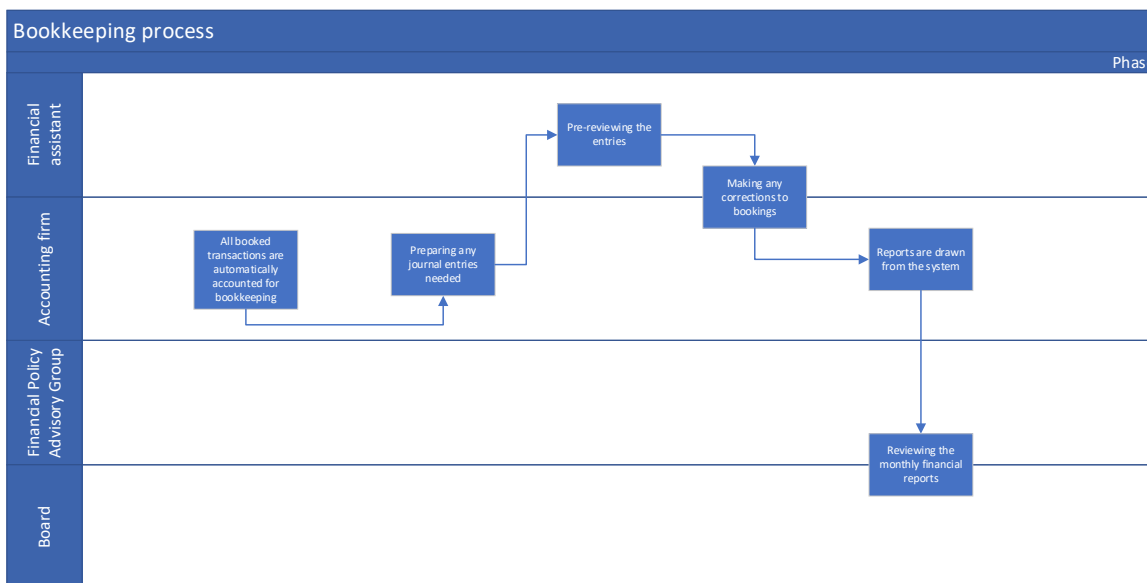 Bookkeeping process
Phas
Financial
assistant
Pre-reviewing the
entries
Making any
corrections to
bookings
Accounting firm
All booked
transactions are
automatically
accounted for
bookkeeping
Preparing any
journal entries
needed
Reports are drawn
from the system
Financial Policy
Advisory Group
Reviewing the
monthly financial
reports
Board